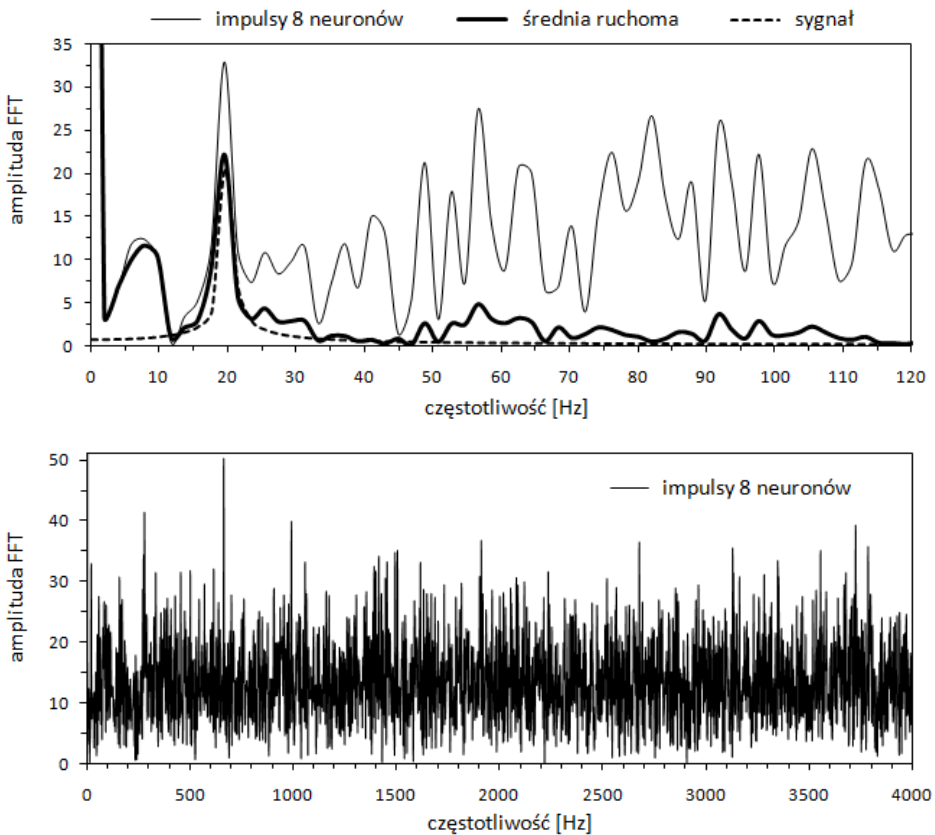 impulsy 8 neuronów średnia ruchoma sygnał
35
30
25
20
15
10
5
0
amplituda FFT
0 10 20 30 40 50 60 70 80 90 100 110 120
częstotliwość [Hz]
impulsy 8 neuronów
50
40
30
20
10
0
amplituda FFT
0 500 1000 1500 2000 2500 3000 3500 4000
częstotliwość [Hz]